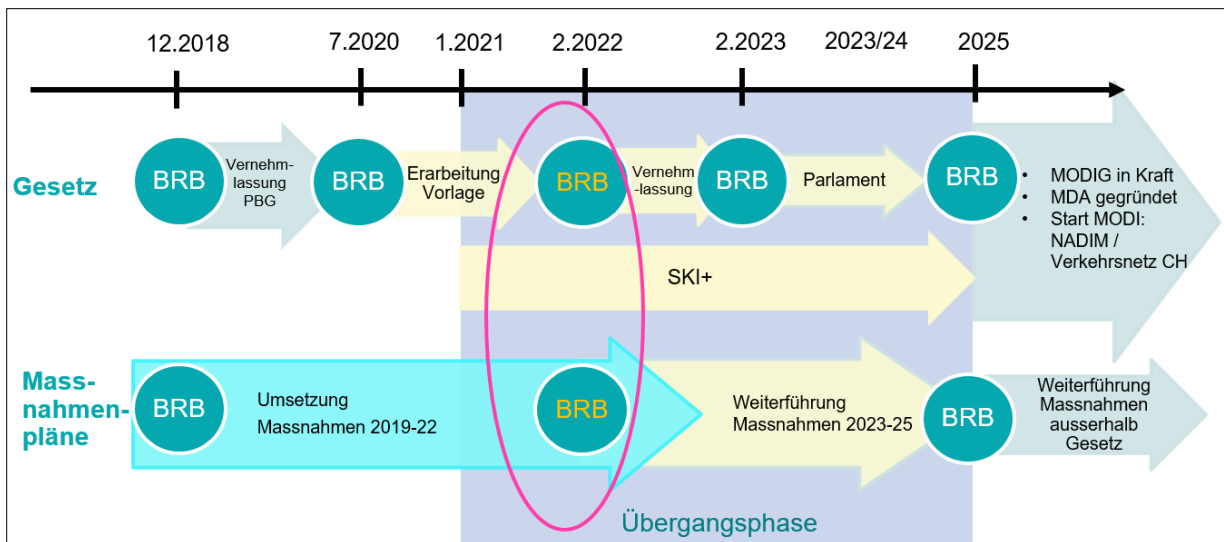 12.2018
7.2020
1.2021
2.2022
2.2023
2023/24
2025
Gesetz
BRB
Vernehm-
lassung
PBG
BRB
Erarbeitung
Vorlage
BRB
Vernehm
-lassung
BRB
Parlament
BRB
• MODIG in Kraft
• MDA gegründet
• Start MODI:
NADIM /
Verkehrsnetz CH
SKI+
Mass-
nahmen-
pläne
BRB
Umsetzung
Massnahmen 2019-22
BRB
Weiterführung
Massnahmen 2023-25
BRB
Weiterführung
Massnahmen
ausserhalb
Gesetz
Übergangsphase